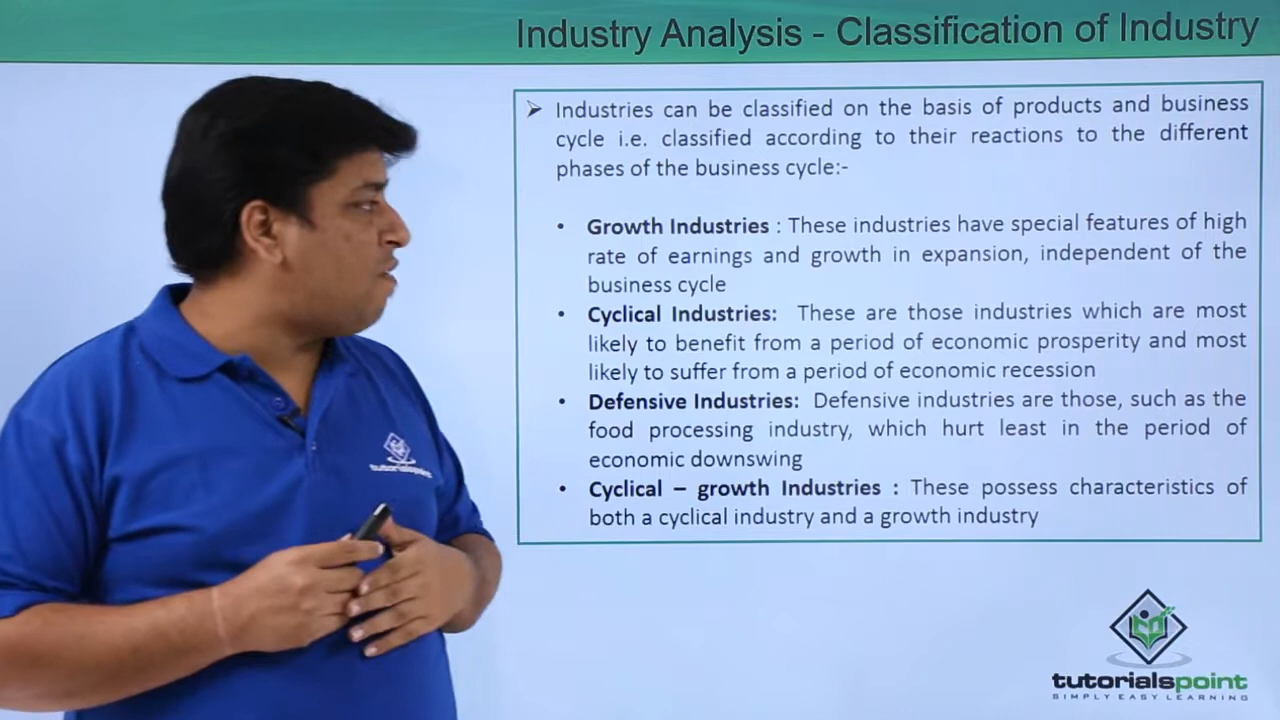 Industry Analysis - Classification of Industry
➢ Industries can be classified on the basis of products and business
cycle i.e. classified according to their reactions to the different
phases of the business cycle:-
• Growth Industries : These industries have special features of high
rate of earnings and growth in expansion, independent of the
business cycle
• Cyclical Industries: These are those industries which are most
likely to benefit from a period of economic prosperity and most
likely to suffer from a period of economic recession
• Defensive Industries: Defensive industries are those, such as the
food processing industry, which hurt least in the period of
economic downswing
• Cyclical – growth Industries : These possess characteristics of
both a cyclical industry and a growth industry
tutorialspoint
tutorialspoint
SIMPLY EASY LEARNING